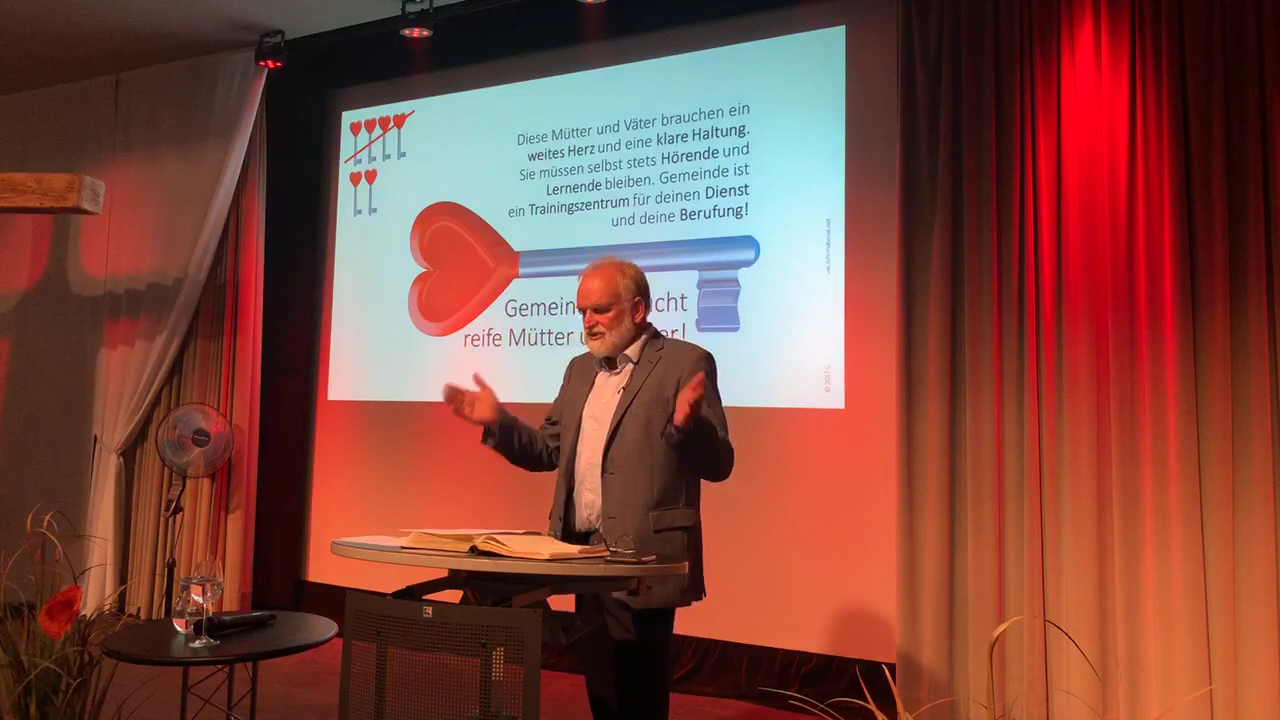 Diese Mütter und Väter brauchen ein
weites Herz und eine klare Haltung.
Sie müssen selbst stets Hörende und
Lernende bleiben. Gemeinde ist
ein Trainingszentrum für deinen Dienst
und deine Berufung!
reife Mütter
© 2017